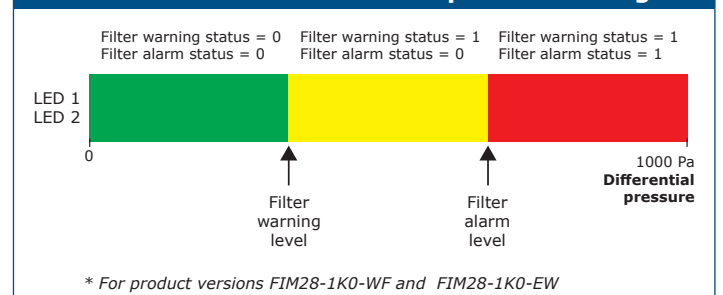 Filter warning status = 0 Filter warning status = 1 Filter warning status = 1
Filter alarm status = 0 Filter alarm status = 0 Filter alarm status = 1
LED 1
LED 2
0
1000 Pa
Differential
pressure
Filter
warning
level
Filter
alarm
level
* For product versions FIM28-1K0-WF and FIM28-1K0-EW